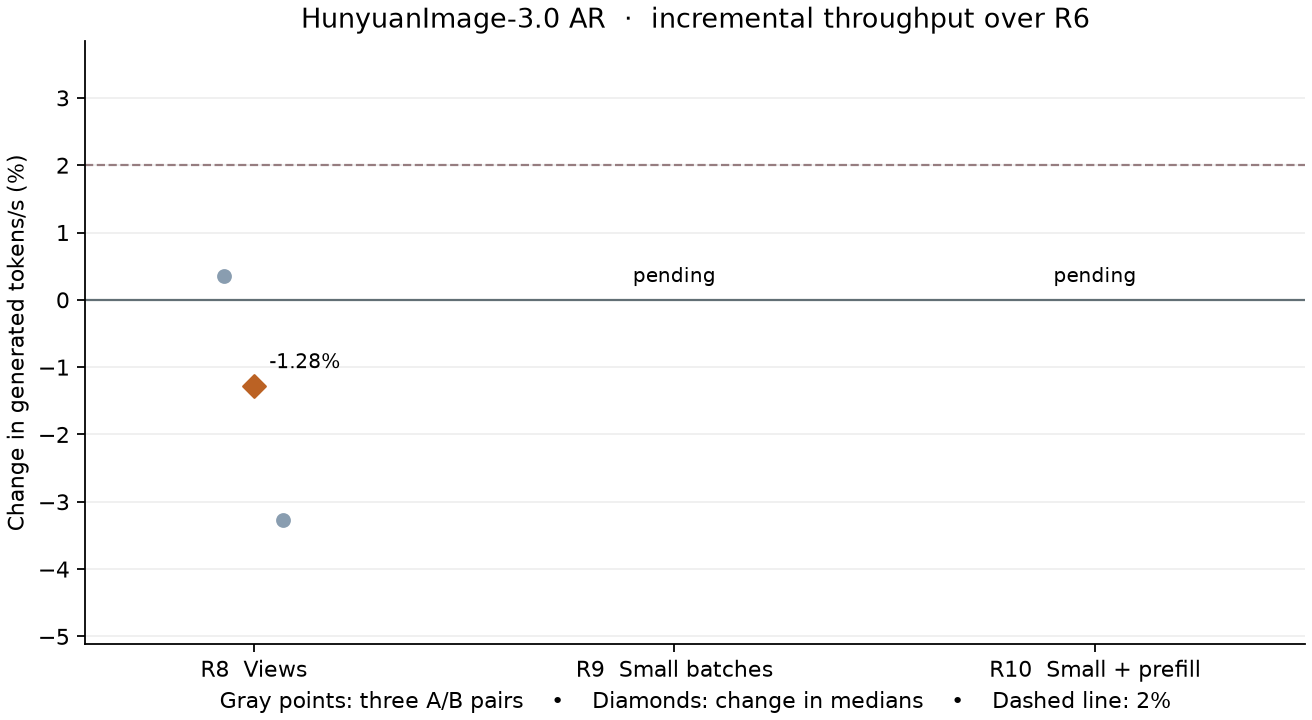 HunyuanImage-3.0 AR · incremental throughput over R6
Change in generated tokens/s (%)
3
2
1
0
−1
−2
−3
−4
−5
pending
pending
-1.28%
R8 Views
R9 Small batches
R10 Small + prefill
Gray points: three A/B pairs • Diamonds: change in medians • Dashed line: 2%